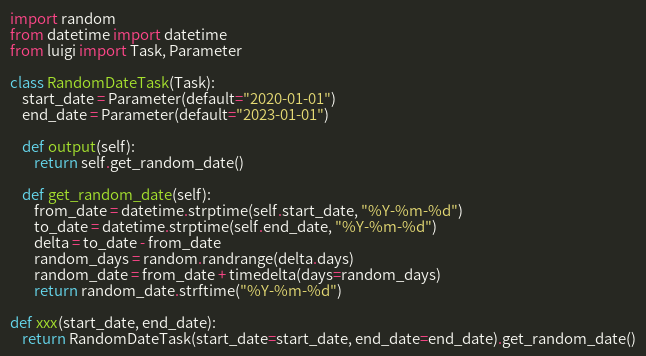 import random
from datetime import datetime
from luigi import Task, Parameter

class RandomDateTask(Task):
    start_date = Parameter(default="2020-01-01")
    end_date = Parameter(default="2023-01-01")

    def output(self):
        return self.get_random_date()

    def get_random_date(self):
        from_date = datetime.strptime(self.start_date, "%Y-%m-%d")
        to_date = datetime.strptime(self.end_date, "%Y-%m-%d")
        delta = to_date - from_date
        random_days = random.randrange(delta.days)
        random_date = from_date + timedelta(days=random_days)
        return random_date.strftime("%Y-%m-%d")

def xxx(start_date, end_date):
    return RandomDateTask(start_date=start_date, end_date=end_date).get_random_date()